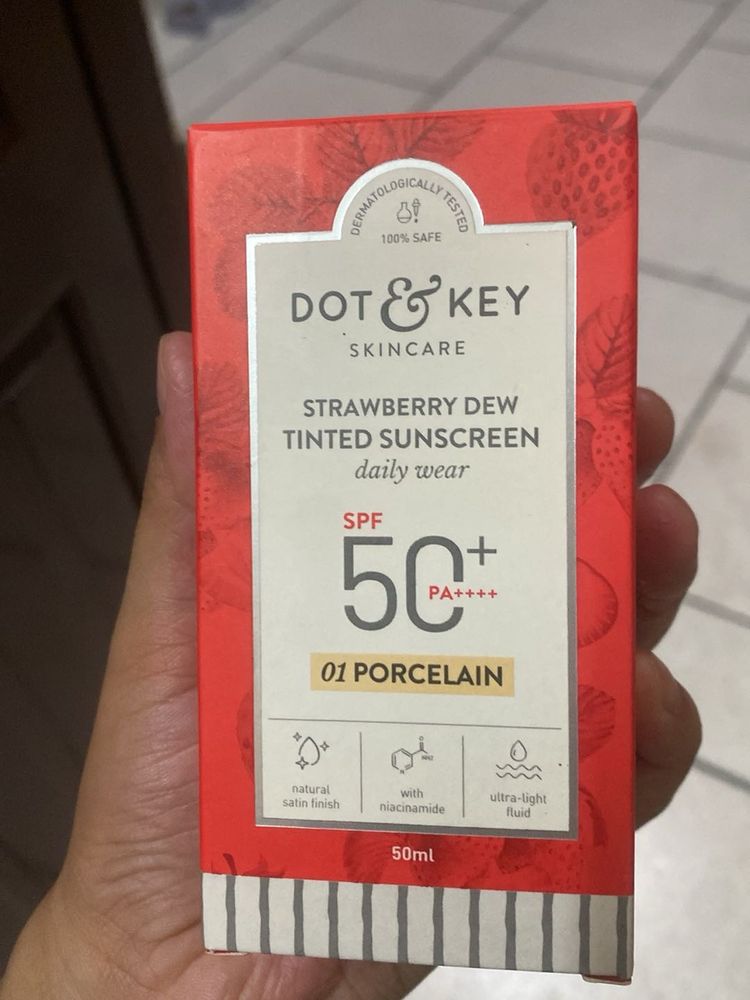 DERMATOLOGICALLY TESTED
100% SAFE
DOT & KEY
SKINCARE
STRAWBERRY DEW
TINTED SUNSCREEN
daily wear
SPF
50+
PA++++
01 PORCELAIN
natural
satin finish
O
N
NH2
with
niacinamide
ultra-light
fluid
50ml